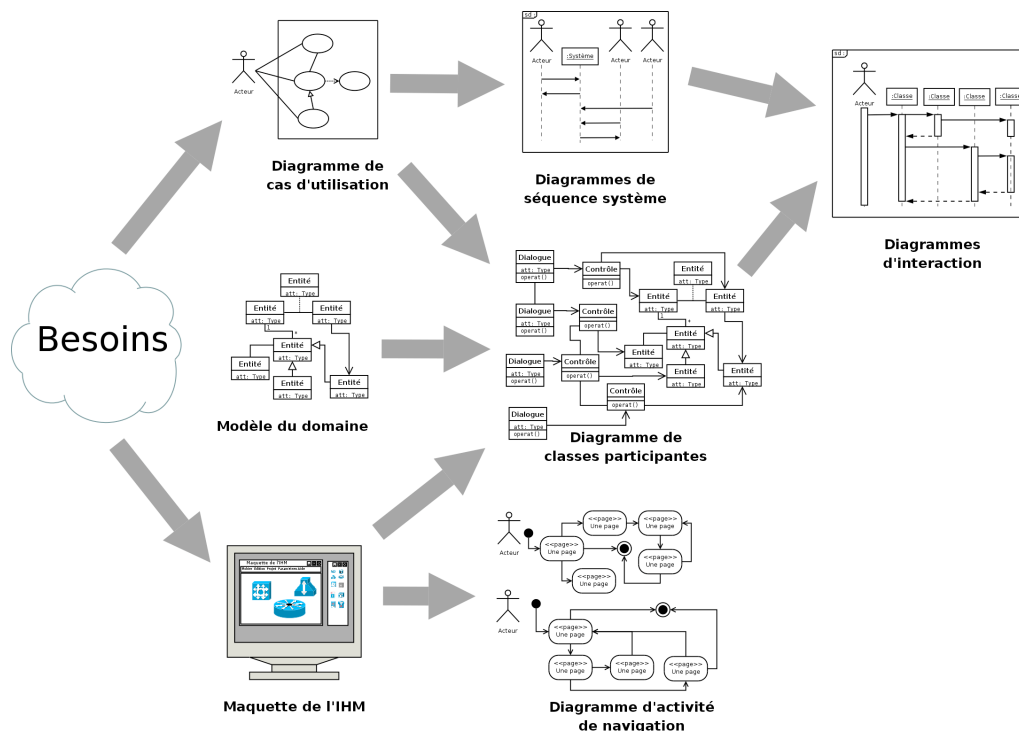 sd :
Acteur
Acteur
:Système
Acteur
Acteur
sd :
Acteur
:Classe
:Classe
:Classe
:Classe
Diagramme de
cas d'utilisation
Diagrammes de
séquence système
Diagrammes
d'interaction
Besoins
Entité
att: Type
Entité
att: Type
Entité
att: Type
1
*
Entité
att: Type
Entité
att: Type
Entité
att: Type
Entité
att: Type
Modèle du domaine
Dialogue
att: Type
operat()
Contrôle
operat()
Entité
att: Type
Entité
att: Type
Entité
att: Type
Dialogue
att: Type
operat()
Contrôle
operat()
1
*
Entité
att: Type
Entité
att: Type
Dialogue
att: Type
operat()
Contrôle
operat()
Entité
att: Type
Entité
att: Type
Contrôle
operat()
Dialogue
att: Type
operat()
Diagramme de
classes participantes
Maquette de l'IHM
Maquette de l'IHM
Acteur
<<page>>
Une page
<<page>>
Une page
<<page>>
Une page
<<page>>
Une page
<<page>>
Une page
Acteur
<<page>>
Une page
<<page>>
Une page
<<page>>
Une page
<<page>>
Une page
Diagramme d'activité
de navigation